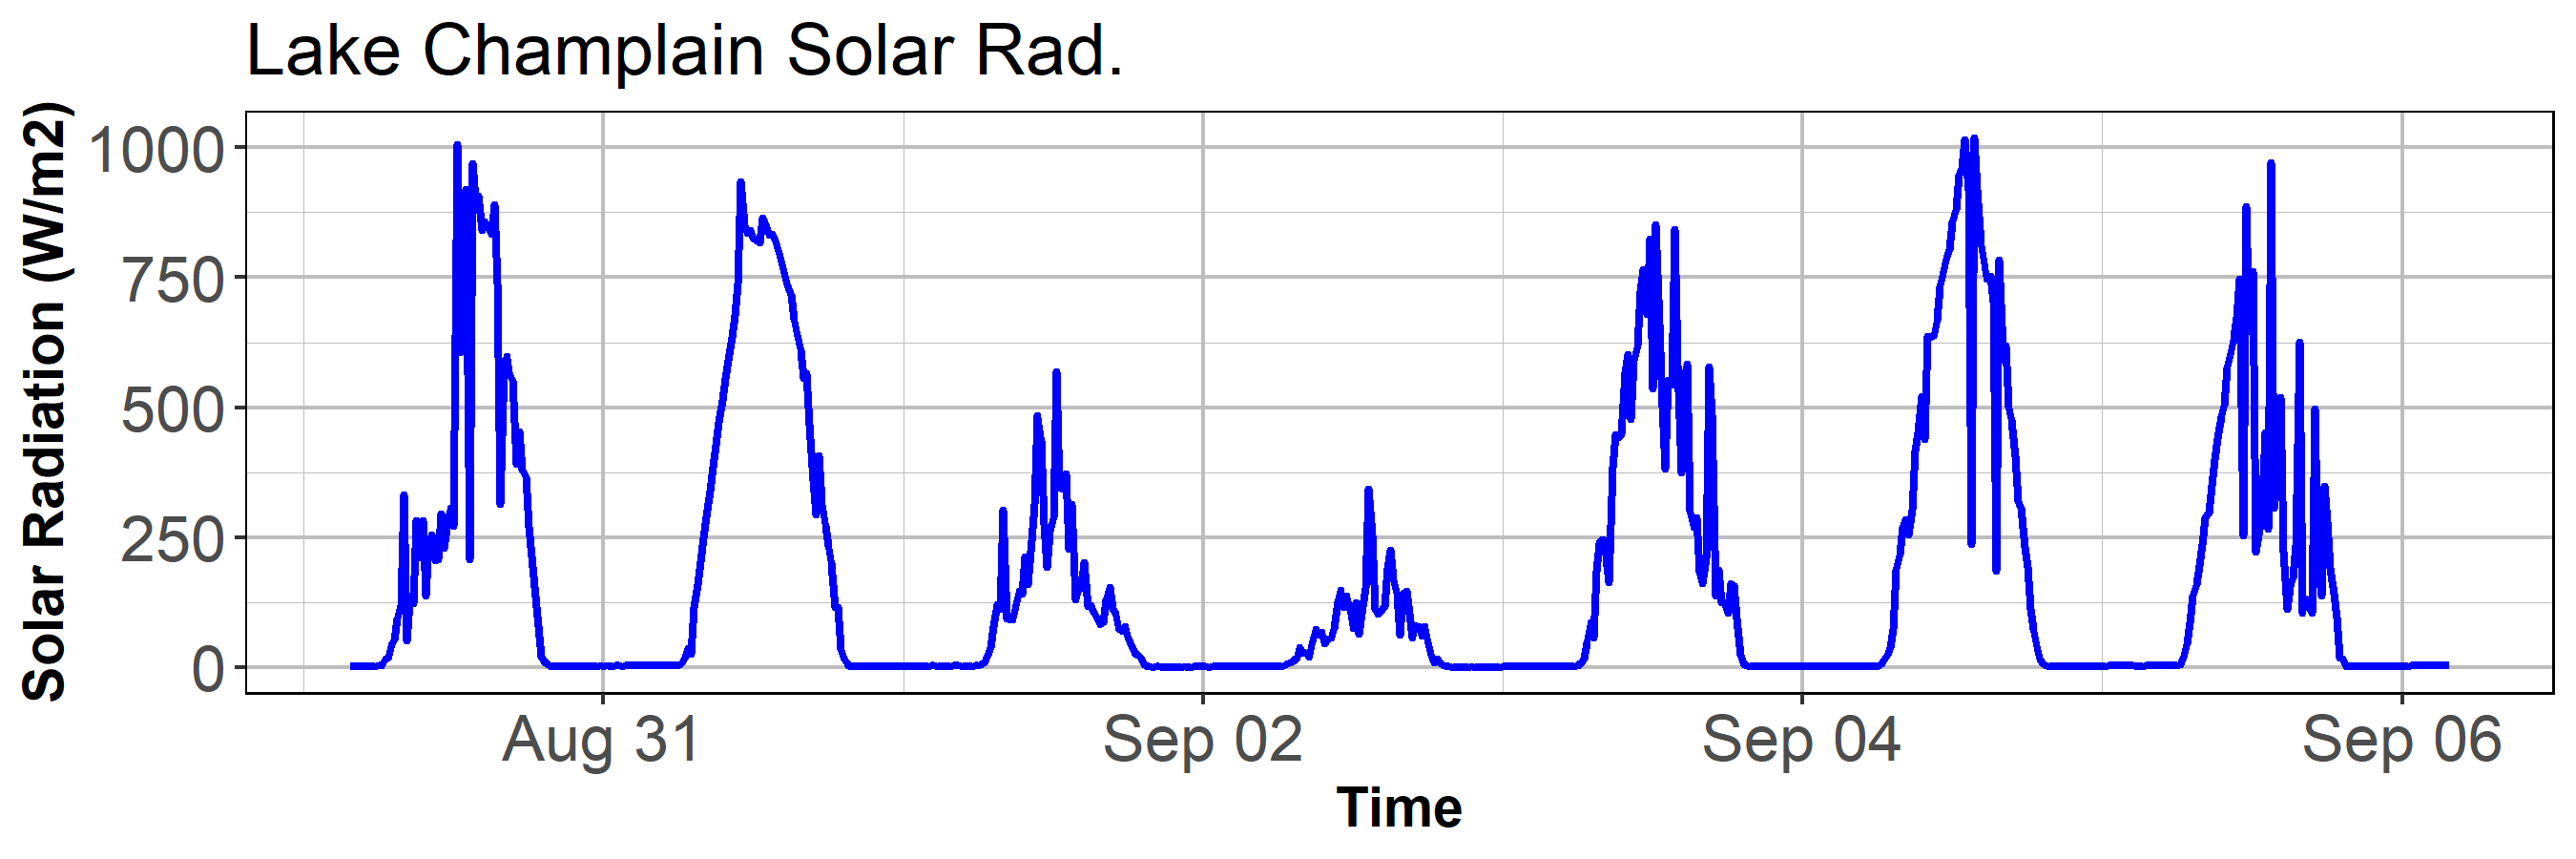 Lake Champlain Solar Rad.
Solar Radiation (W/m2)
1000
750
500
250
0
Aug 31
Sep 02
Sep 04
Sep 06
Time